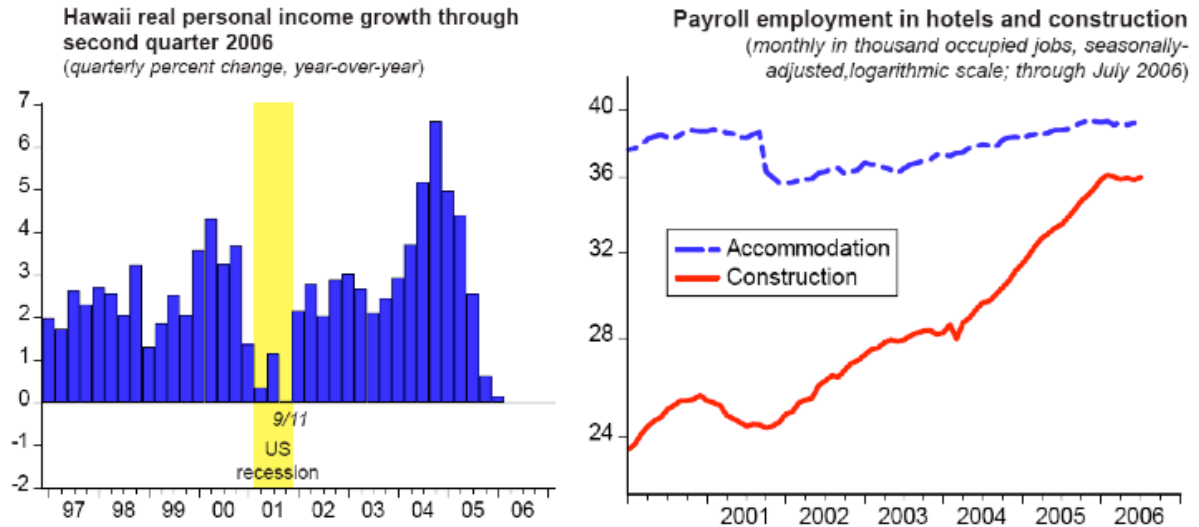 Hawaii real personal income growth through
second quarter 2006
(quarterly percent change, year-over-year)
7
6
5
4
3
2
1
0
-1
-2
9/11
US
recession
97 98 99 00 01 02 03 04 05 06
Payroll employment in hotels and construction
(monthly in thousand occupied jobs, seasonally-
adjusted,logarithmic scale; through July 2006)
40
36
32
28
24
Accommodation
Construction
2001 2002 2003 2004 2005 2006